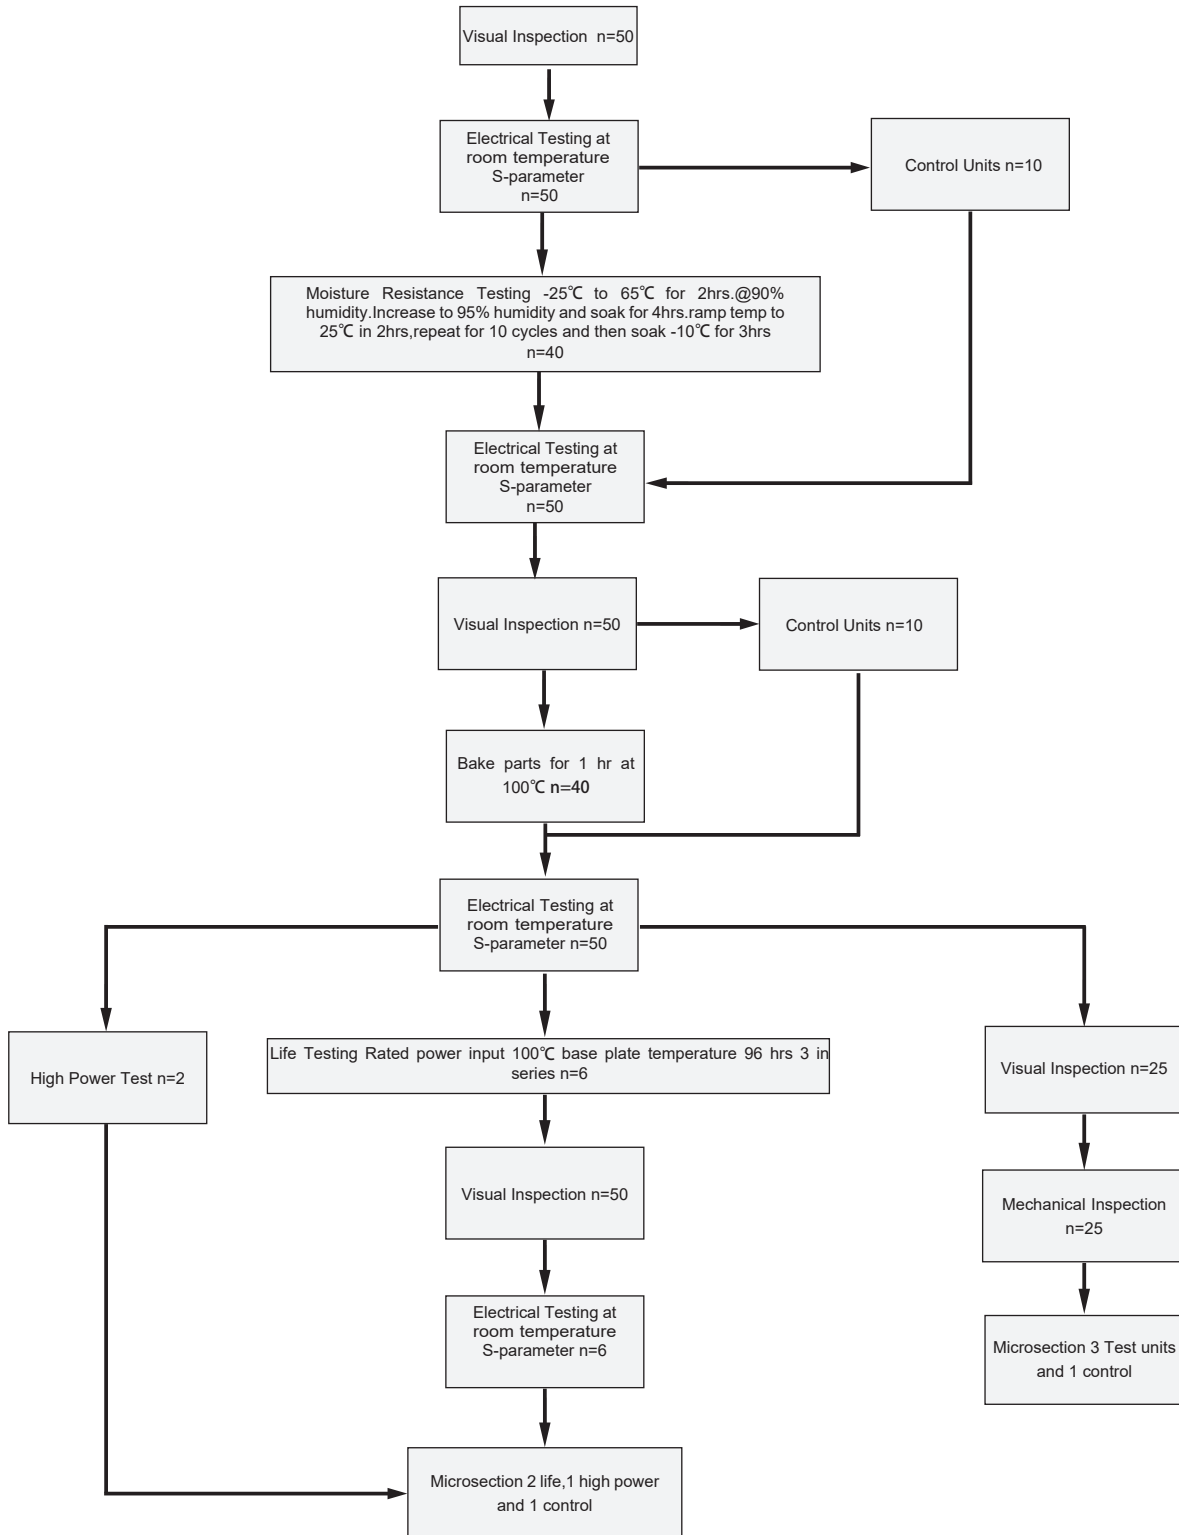 Visual Inspection n=50
Electrical Testing at
room temperature
S-parameter
n=50
Control Units n=10
Moisture Resistance Testing -25℃ to 65℃ for 2hrs.@90%
humidity.Increase to 95% humidity and soak for 4hrs.ramp temp to
25℃ in 2hrs,repeat for 10 cycles and then soak -10℃ for 3hrs
n=40
Electrical Testing at
room temperature
S-parameter
n=50
Visual Inspection n=50
Control Units n=10
Bake parts for 1 hr at
100℃ n=40
Electrical Testing at
room temperature
S-parameter n=50
High Power Test n=2
Life Testing Rated power input 100℃ base plate temperature 96 hrs 3 in
series n=6
Visual Inspection n=25
Visual Inspection n=50
Mechanical Inspection
n=25
Electrical Testing at
room temperature
S-parameter n=6
Microsection 3 Test units
and 1 control
Microsection 2 life,1 high power
and 1 control